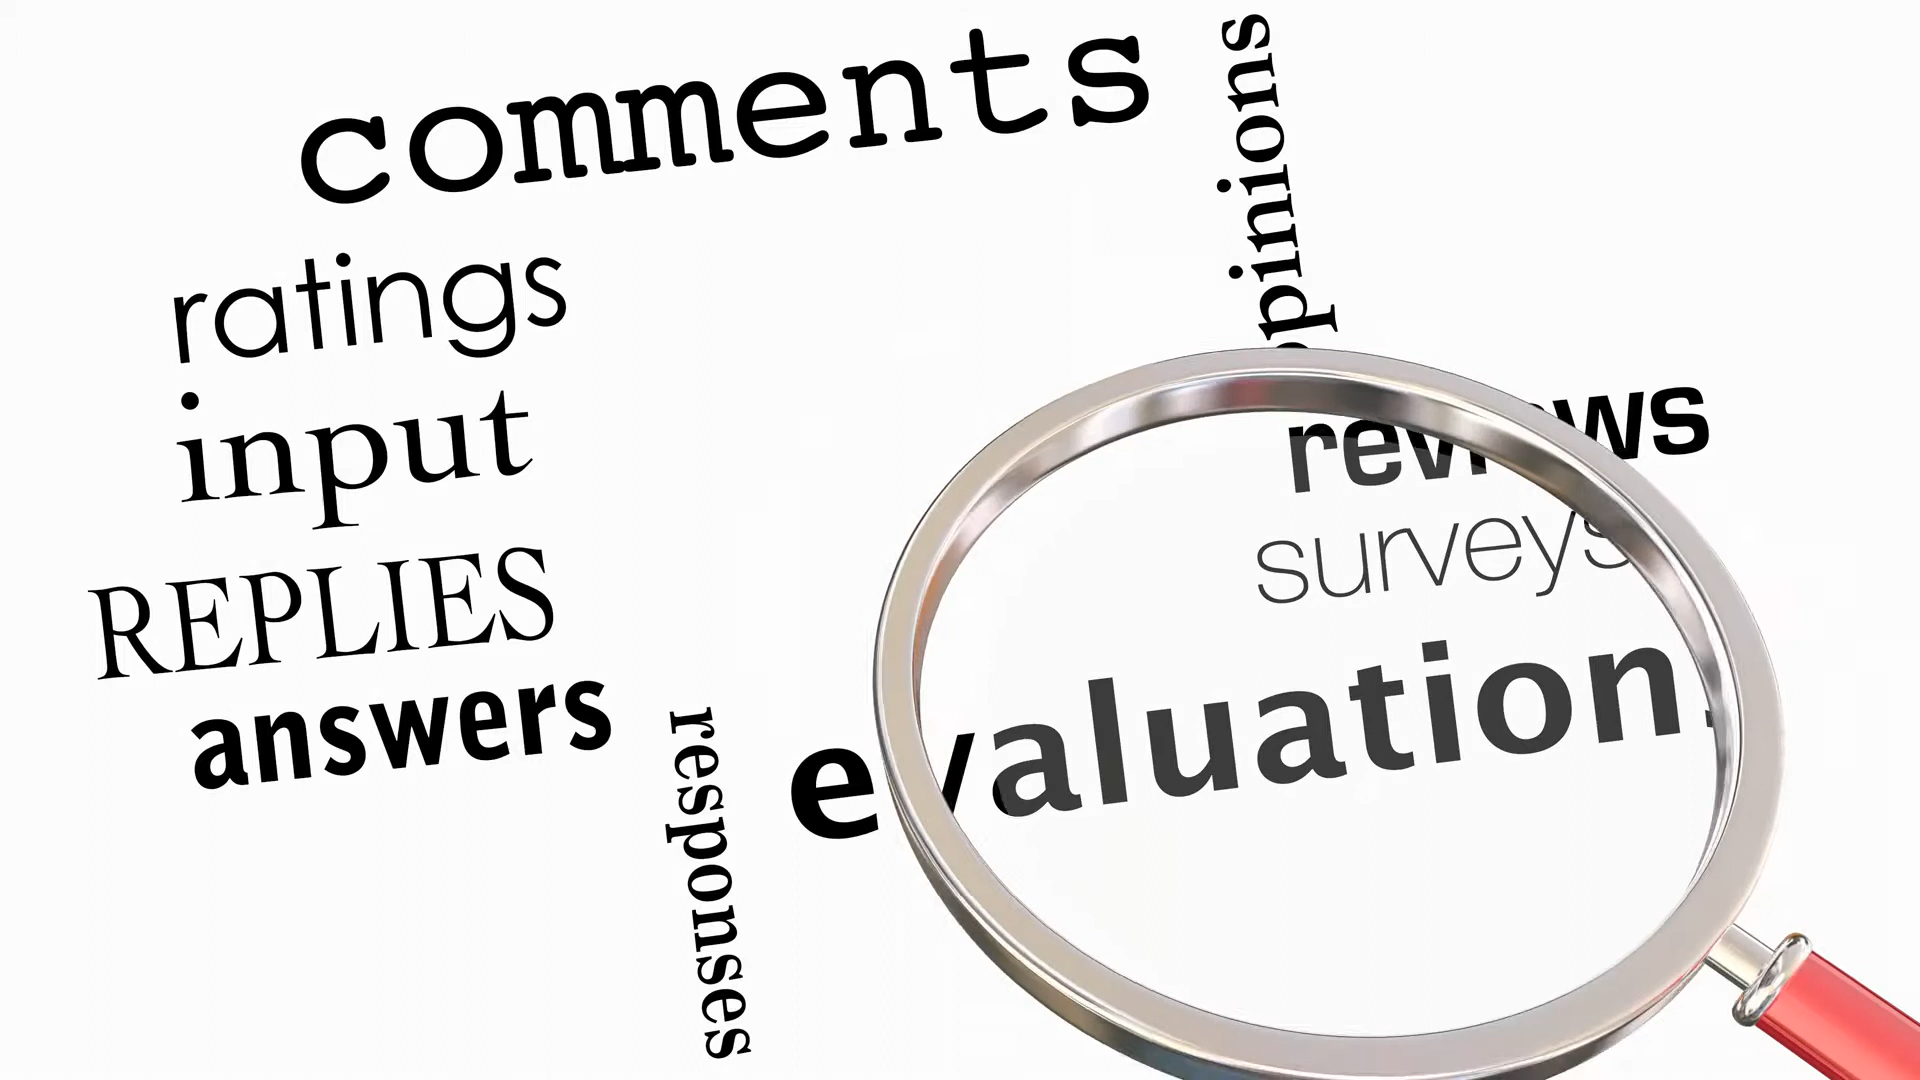 comments
opinions
ratings
input
reviews
surveys
REPLIES
evaluation
answers
responses